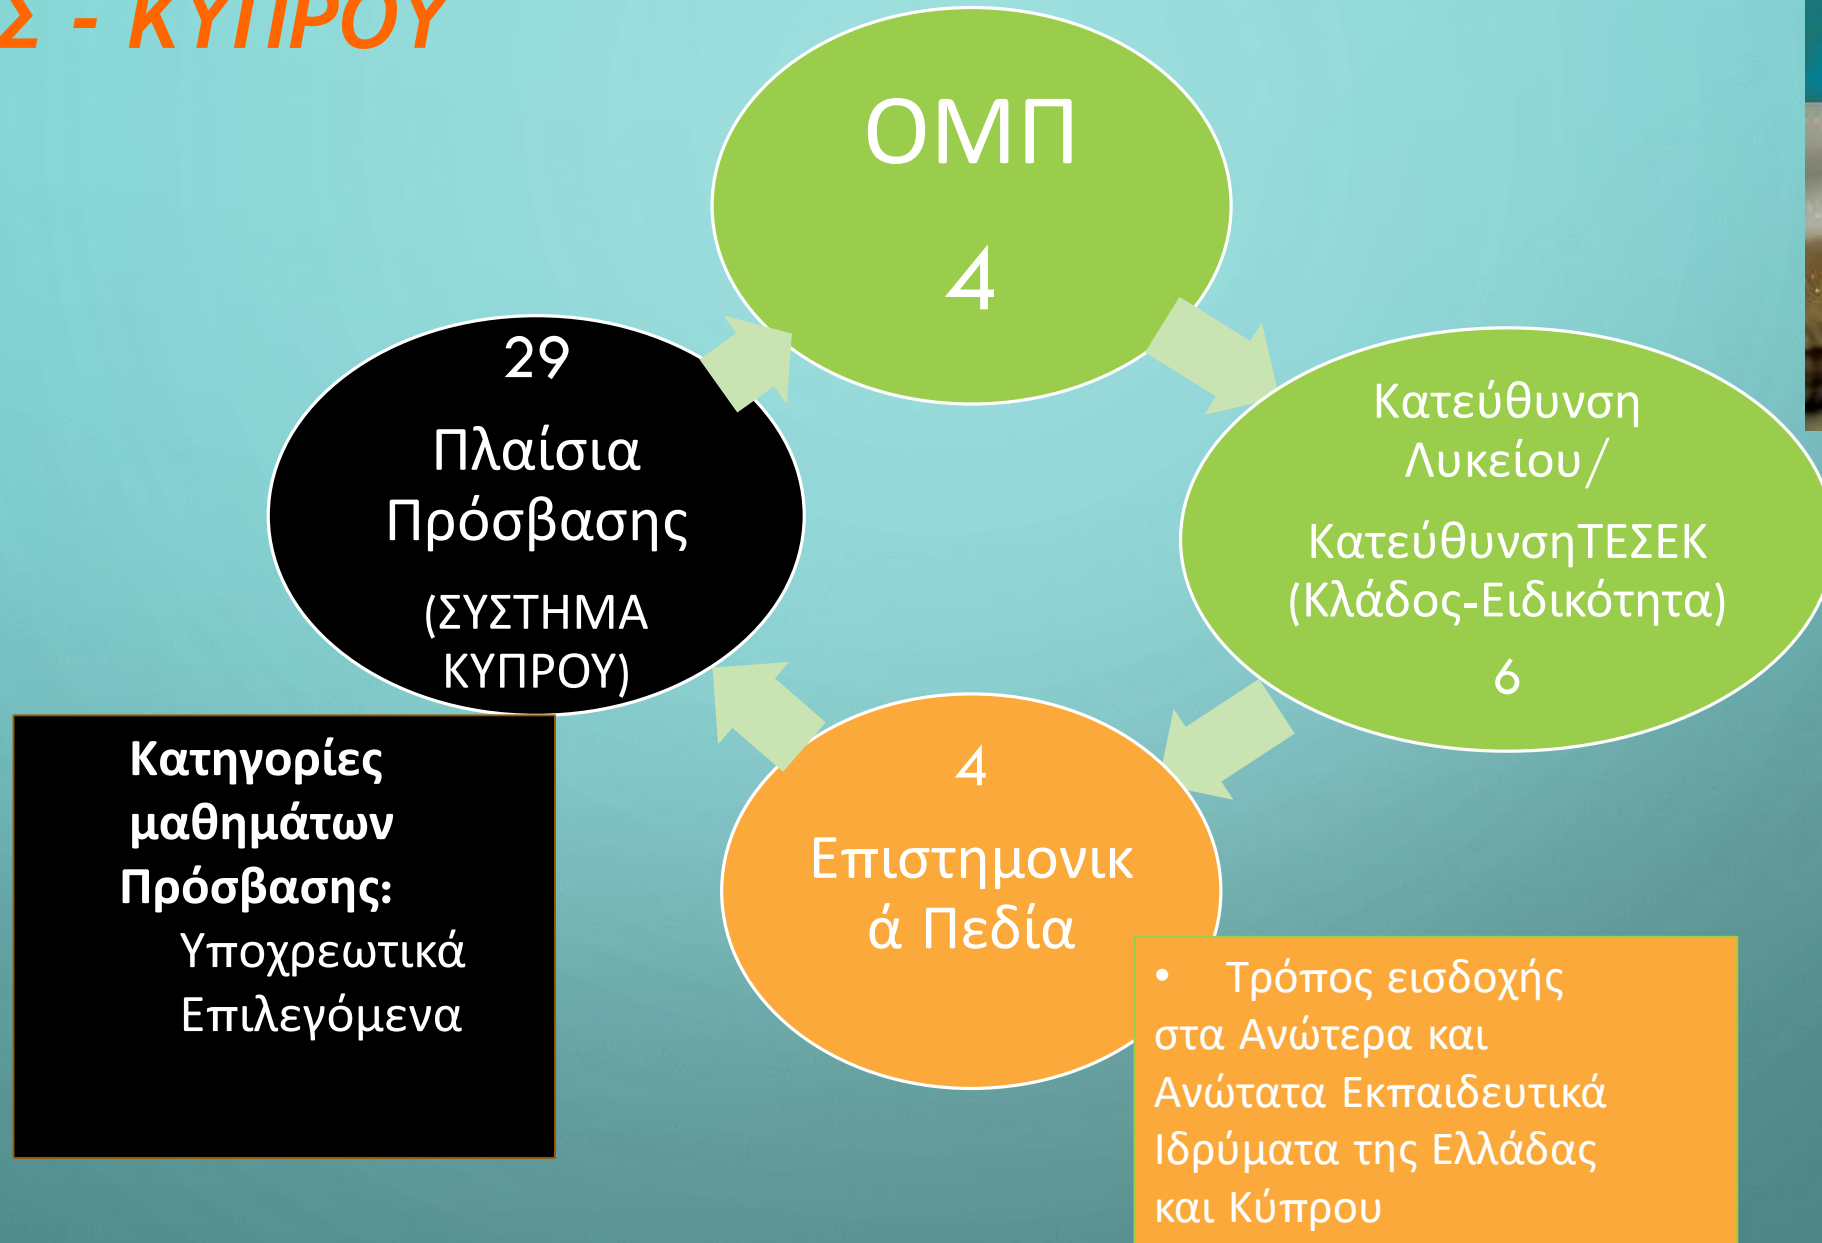 Σ - ΚΥΠΡΟΥ
ΟΜΠ
4
Κατεύθυνση
Λυκείου/
ΚατεύθυνσηΤΕΣΕΚ
(Κλάδος-Ειδικότητα)
6
4
Επιστημονικ
ά Πεδία
• Τρόπος εισδοχής
στα Ανώτερα και
Ανώτατα Εκπαιδευτικά
Ιδρύματα της Ελλάδας
και Κύπρου
29
Πλαίσια
Πρόσβασης
(ΣΥΣΤΗΜΑ
ΚΥΠΡΟΥ)
Κατηγορίες
μαθημάτων
Πρόσβασης:
Υποχρεωτικά
Επιλεγόμενα